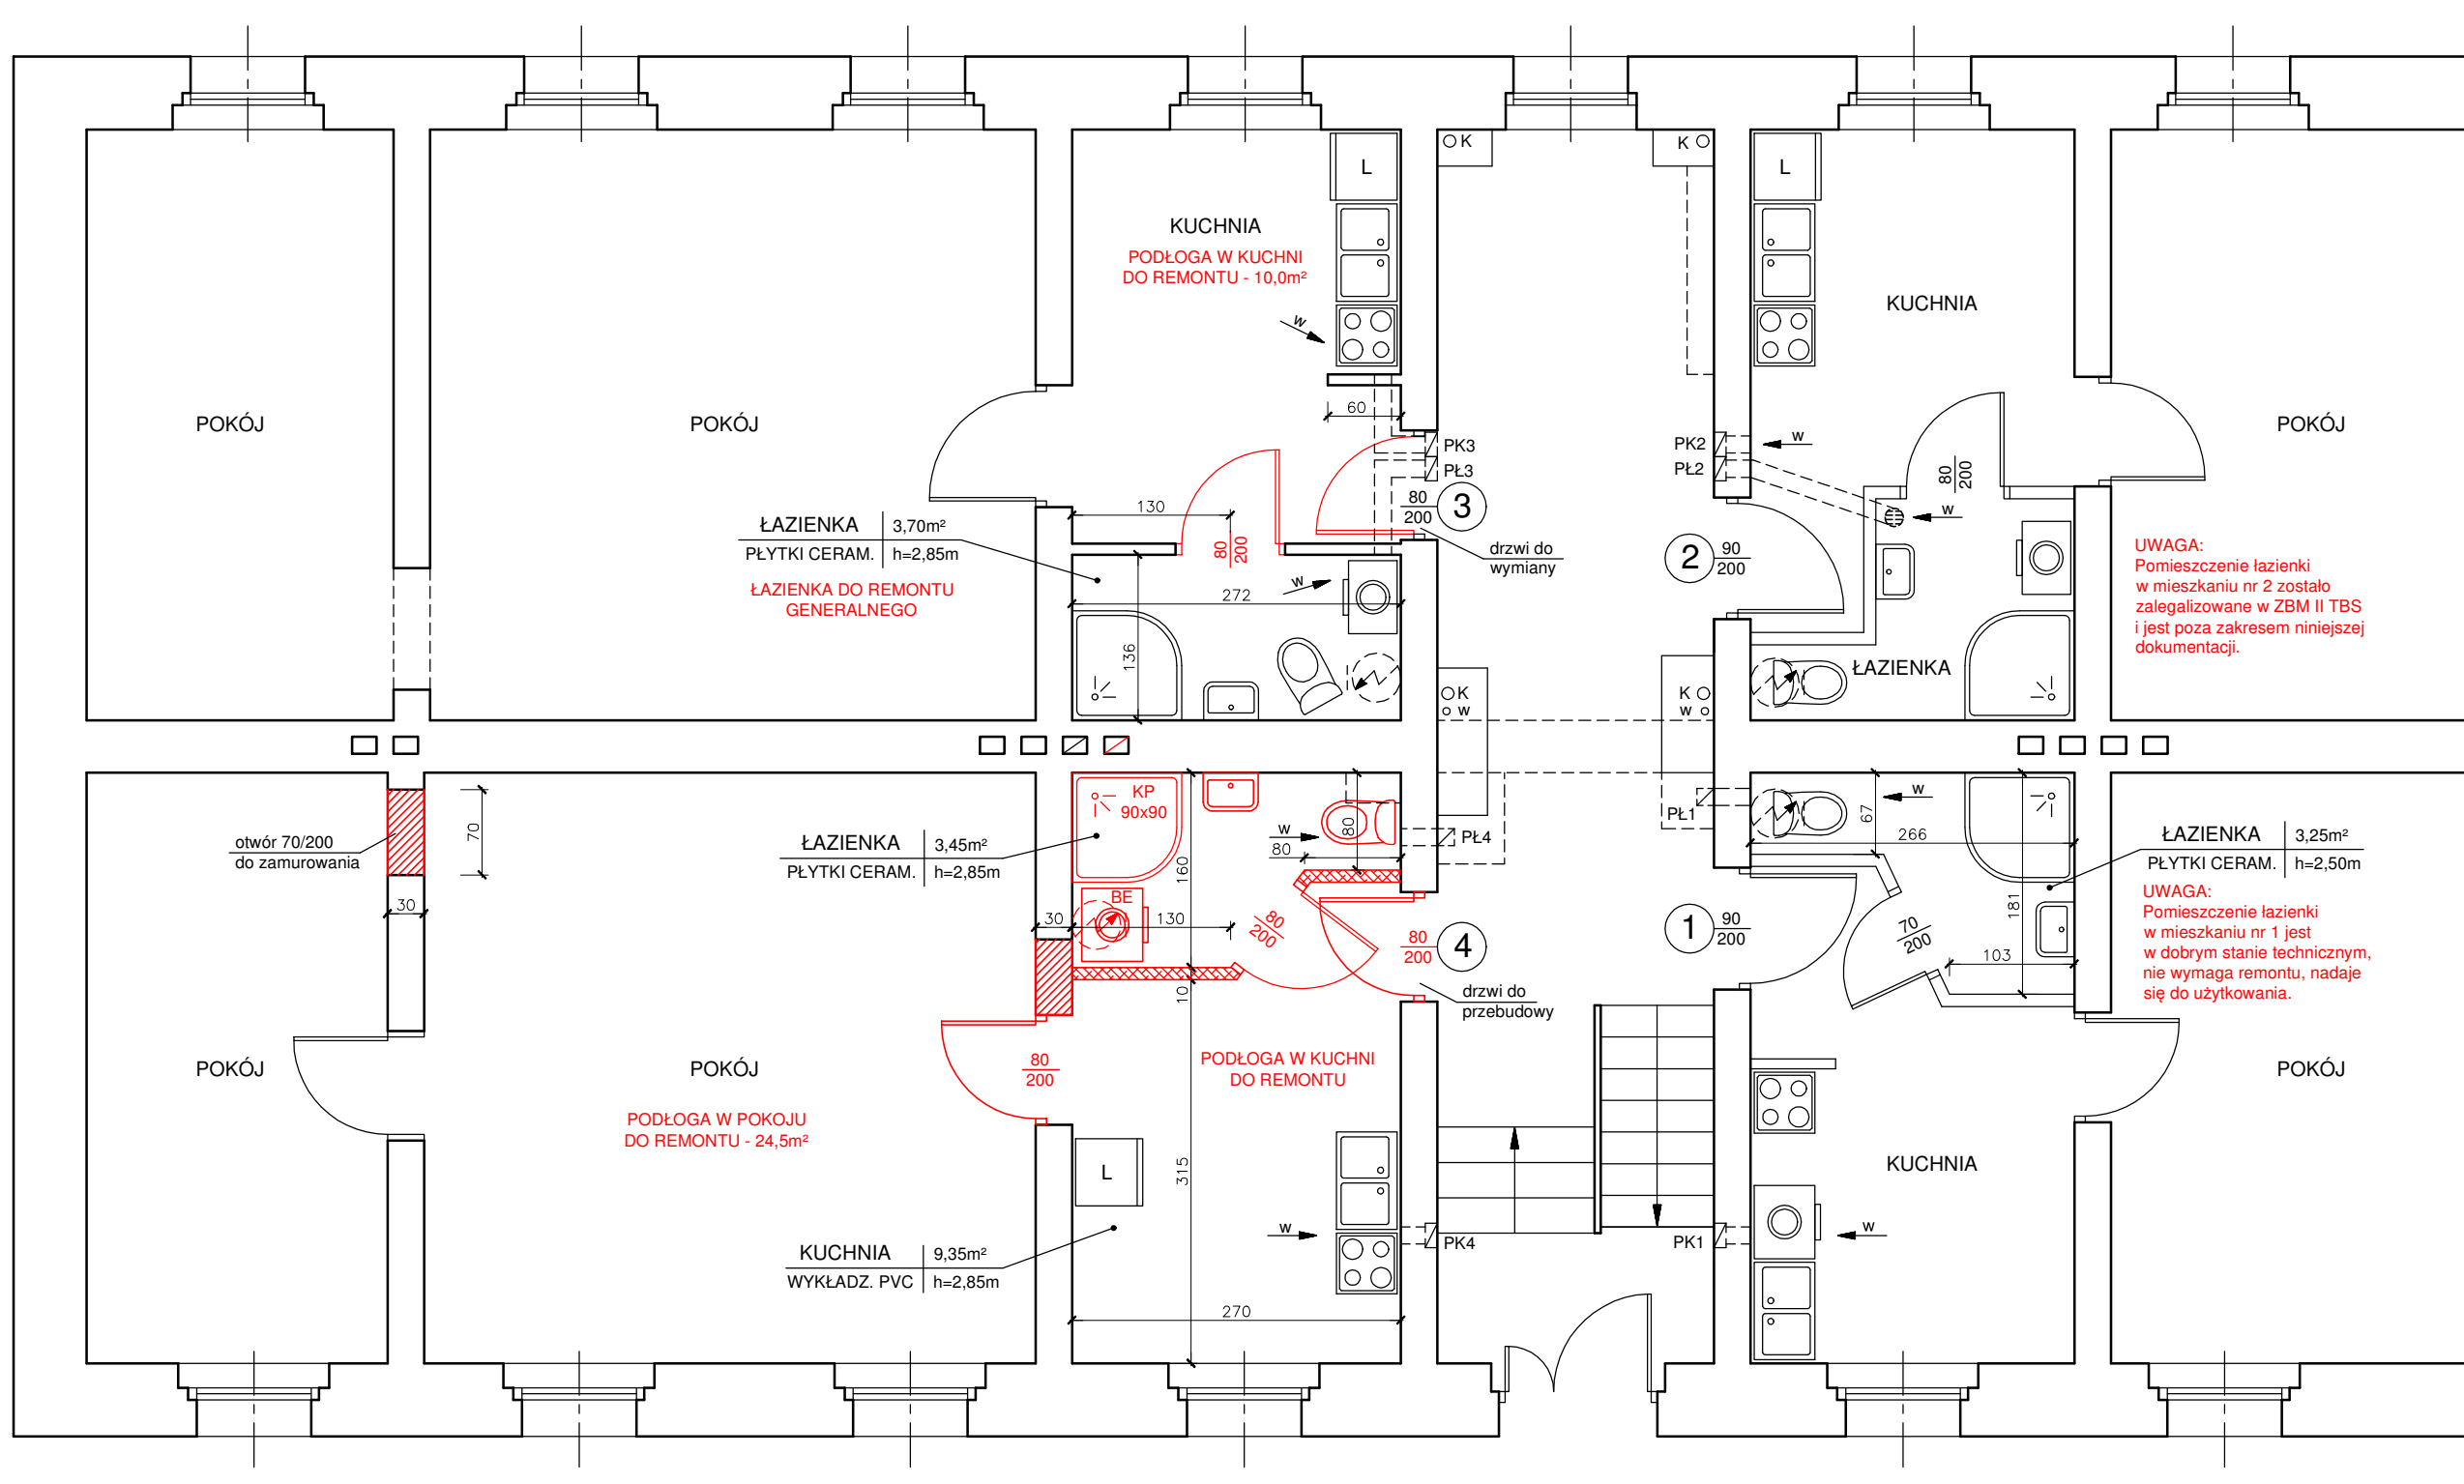 K
K
L
L
KUCHNIA
PODŁOGA W KUCHNI
DO REMONTU - 10,0m²
KUCHNIA
w
60
POKÓJ
POKÓJ
PK3
PŁ3
PK2
PŁ2
w
POKÓJ
80
200
130
80
200
3
w
ŁAZIENKA
3,70m²
PŁYTKI CERAM.
h=2,85m
ŁAZIENKA DO REMONTU
GENERALNEGO
80
200
drzwi do
wymiany
2
90
200
UWAGA:
Pomieszczenie łazienki
w mieszkaniu nr 2 zostało
zalegalizowane w ZBM II TBS
i jest poza zakresem niniejszej
dokumentacji.
w
272
136
ŁAZIENKA
K
w
K
w
KP
90x90
otwór 70/200
do zamurowania
70
30
ŁAZIENKA
3,45m²
PŁYTKI CERAM.
h=2,85m
160
w
80
80
PŁ4
PŁ1
w
67
266
ŁAZIENKA
3,25m²
PŁYTKI CERAM.
h=2,50m
UWAGA:
Pomieszczenie łazienki
w mieszkaniu nr 1 jest
w dobrym stanie technicznym,
nie wymaga remontu, nadaje
się do użytkowania.
BE
30
130
80
200
80
200
4
1
90
200
70
200
181
103
10
drzwi do
przebudowy
POKÓJ
POKÓJ
80
200
PODŁOGA W KUCHNI
DO REMONTU
POKÓJ
PODŁOGA W POKOJU
DO REMONTU - 24,5m²
L
315
KUCHNIA
KUCHNIA
9,35m²
WYKŁADZ. PVC
h=2,85m
w
PK4
PK1
w
270